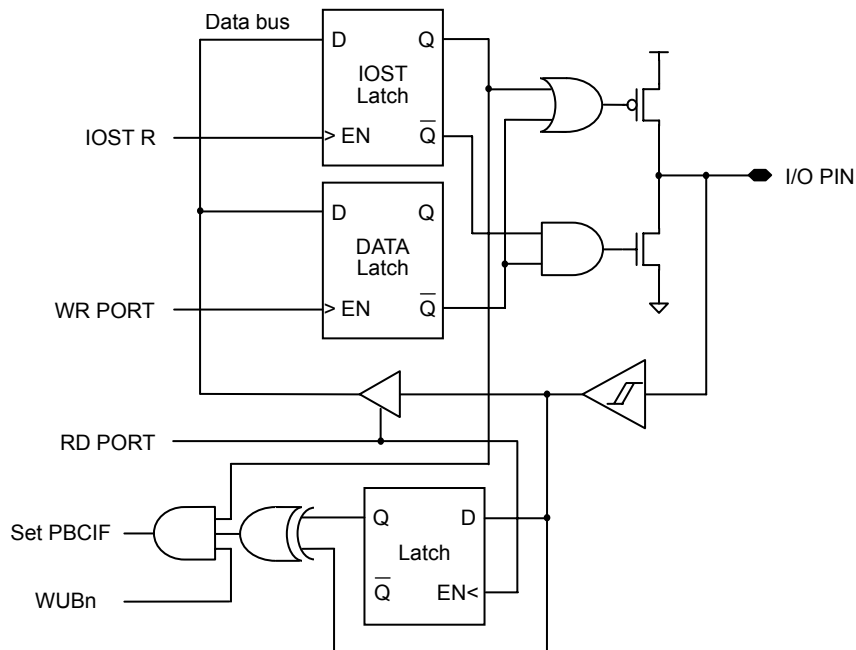 Data bus
D Q
IOST
Latch
IOST R
> EN Q
I/O PIN
D Q
DATA
Latch
WR PORT
> EN Q
RD PORT
Set PBCIF
Q D
Latch
Q EN<
WUBn